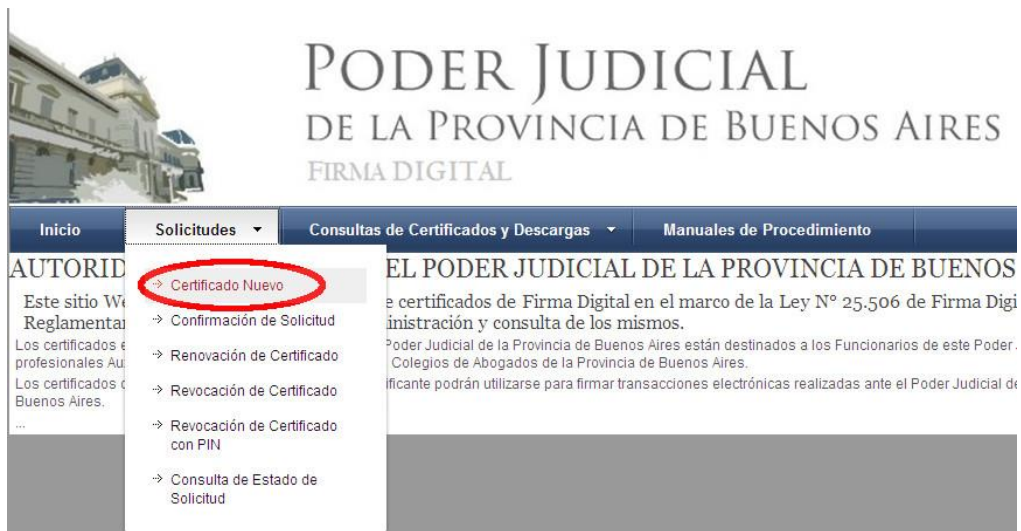 PODER JUDICIAL
DE LA PROVINCIA DE BUENOS AIRES
FIRMA DIGITAL
Inicio Solicitudes Consultas de Certificados y Descargas Manuales de Procedimiento
AUTORID EL PODER JUDICIAL DE LA PROVINCIA DE BUENOS
Certificado Nuevo
Este sitio We e certificados de Firma Digital en el marco de la Ley N° 25.506 de Firma Digi
Confirmación de Solicitud
Reglamentar inistración y consulta de los mismos.
Los certificados e Poder Judicial de la Provincia de Buenos Aires están destinados a los Funcionarios de este Poder
Renovación de Certificado
profesionales Au Colegios de Abogados de la Provincia de Buenos Aires.
Los certificados ificante podrán utilizarse para firmar transacciones electrónicas realizadas ante el Poder Judicial de
Revocación de Certificado
Buenos Aires.
...
Revocación de Certificado
con PIN
Consulta de Estado de
Solicitud